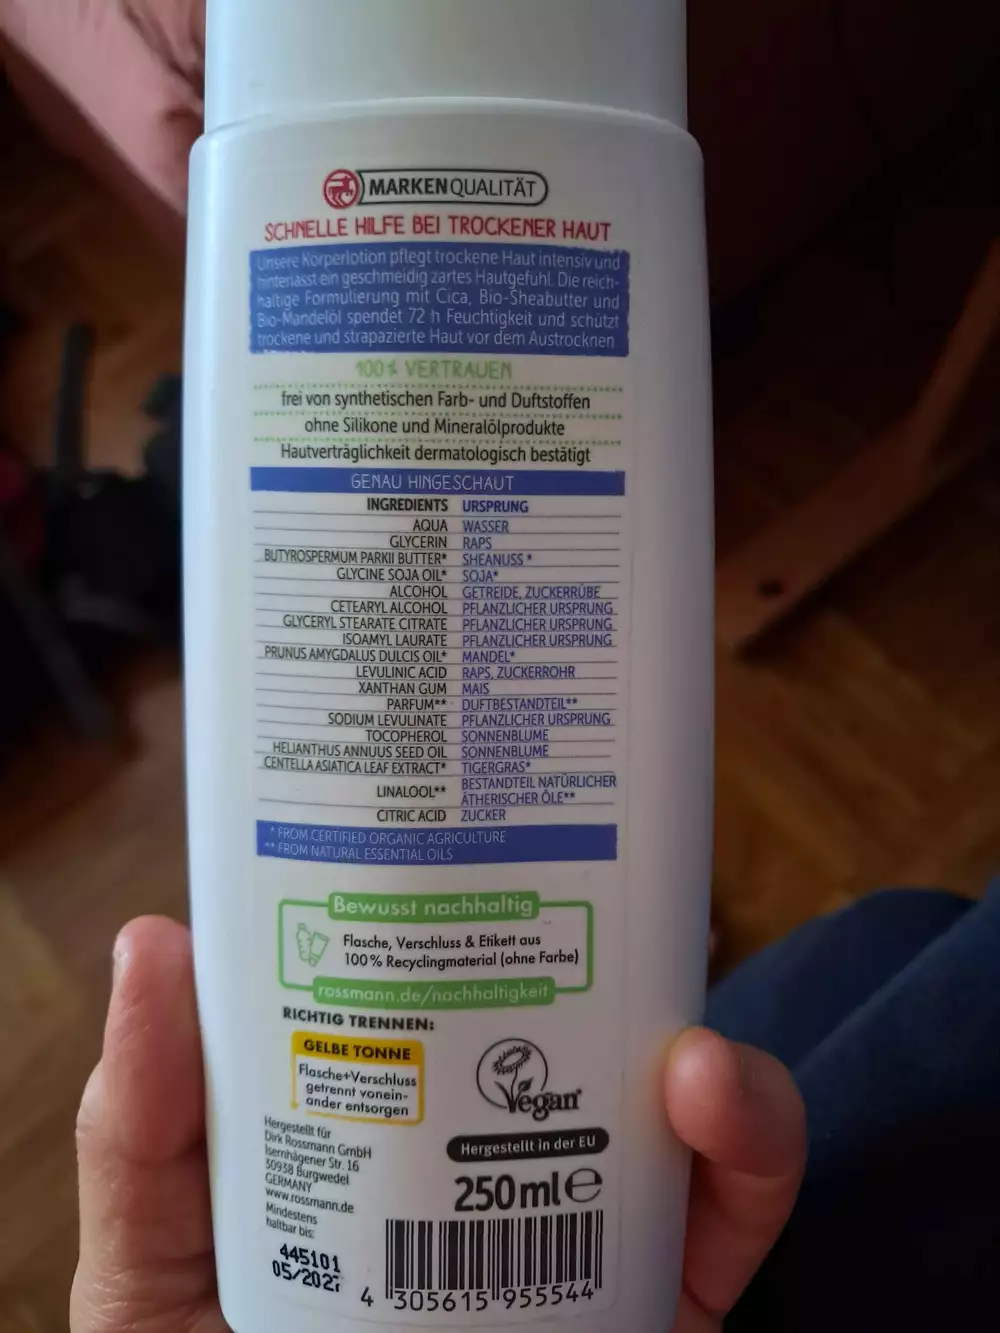 MARKENQUALITÄT
SCHNELLE HILFE BEI TROCKENER HAUT
Unsere Körperlotion pflegt trockene Haut intensiv und
hinterlässt ein geschmeidig zartes Hautgefühl. Die reich-
haltige Formulierung mit Cica, Bio-Sheabutter und
Bio-Mandelöl spendet 72 h Feuchtigkeit und schützt
trockene und strapazierte Haut vor dem Austrocknen
100% VERTRAUEN
frei von synthetischen Farb- und Duftstoffen
ohne Silikone und Mineralölprodukte
Hautverträglichkeit dermatologisch bestätigt
GENAU HINGESCHAUT
INGREDIENTS URSPRUNG
AQUA WASSER
GLYCERIN RAPS
BUTYROSPERMUM PARKII BUTTER* SHEANUSS *
GLYCINE SOJA OIL* SOJA*
ALCOHOL GETREIDE, ZUCKERRÜBE
CETEARYL ALCOHOL PFLANZLICHER URSPRUNG
GLYCERYL STEARATE CITRATE PFLANZLICHER URSPRUNG
ISOAMYL LAURATE PFLANZLICHER URSPRUNG
PRUNUS AMYGDALUS DULCIS OIL* MANDEL*
LEVULINIC ACID RAPS, ZUCKERROHR
XANTHAN GUM MAIS
PARFUM** DUFTBESTANDTEIL**
SODIUM LEVULINATE PFLANZLICHER URSPRUNG
TOCOPHEROL SONNENBLUME
HELIANTHUS ANNUUS SEED OIL SONNENBLUME
CENTELLA ASIATICA LEAF EXTRACT* TIGERGRAS*
LINALOOL** BESTANDTEIL NATÜRLICHER
ÄTHERISCHER ÖLE**
CITRIC ACID ZUCKER
* FROM CERTIFIED ORGANIC AGRICULTURE
** FROM NATURAL ESSENTIAL OILS
Bewusst nachhaltig
Flasche, Verschluss & Etikett aus
100% Recyclingmaterial (ohne Farbe)
rossmann.de/nachhaltigkeit
RICHTIG TRENNEN:
GELBE TONNE
Flasche+Verschluss
getrennt vonein-
ander entsorgen
Vegan
Hergestellt in der EU
250ml e
Hergestellt für
Dirk Rossmann GmbH
Isernhägener Str. 16
30938 Burgwedel
GERMANY
www.rossmann.de
Mindestens
haltbar bis:
445101
4 305615 955544